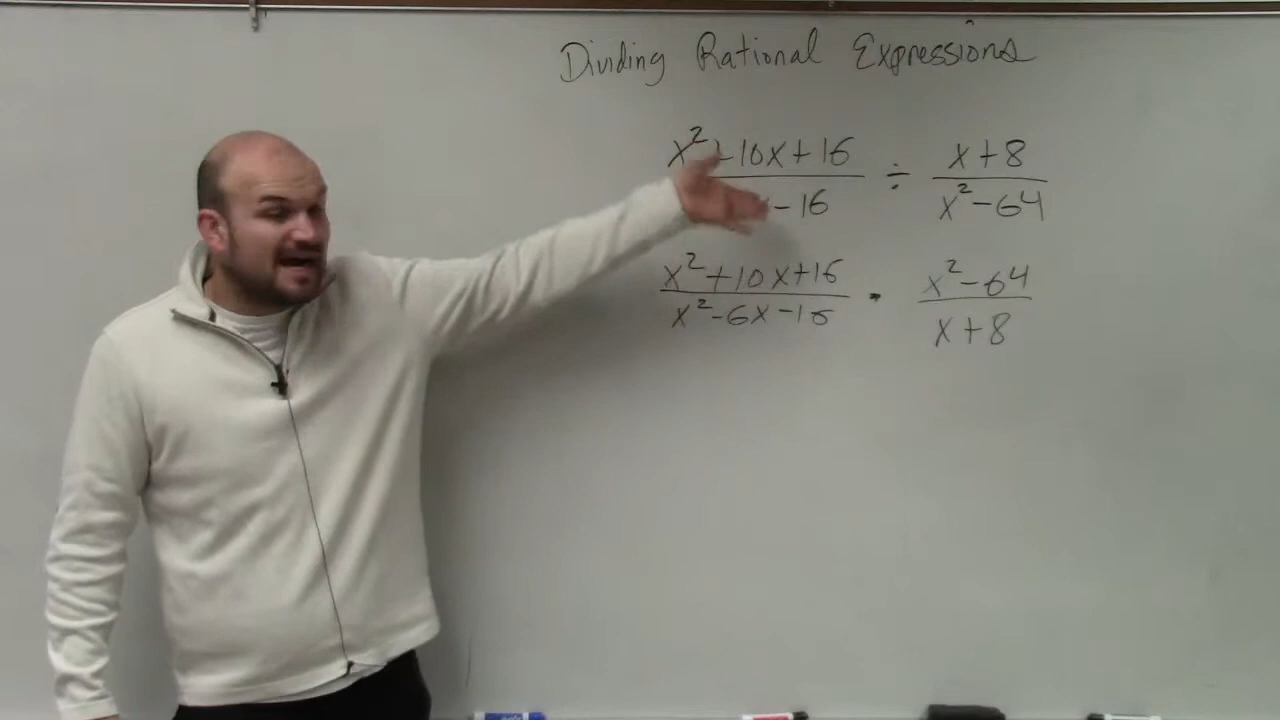 Dividing Rational Expressions
x² + 10x + 16 ÷ x + 8
- 16 x² - 64
x² + 10x + 16 · x² - 64
x² - 6x - 16 x + 8